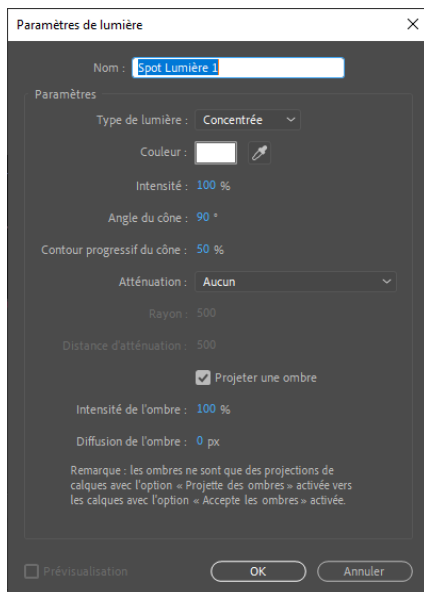 Paramètres de lumière
Nom : Spot Lumière 1
Paramètres
Type de lumière : Concentrée
Couleur :
Intensité : 100 %
Angle du cône : 90 °
Contour progressif du cône : 50 %
Atténuation : Aucun
Rayon : 500
Distance d'atténuation : 500
Projeter une ombre
Intensité de l'ombre : 100 %
Diffusion de l'ombre : 0 px
Remarque : les ombres ne sont que des projections de
calques avec l'option « Projette des ombres » activée vers
les calques avec l'option « Accepte les ombres » activée.
Prévisualisation
OK
Annuler